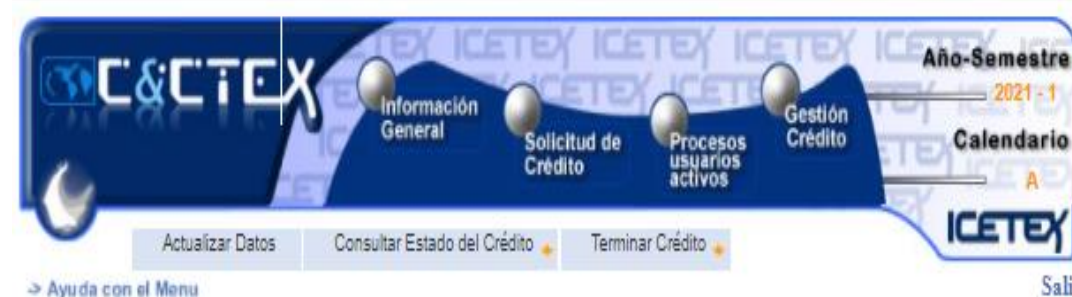 C&CTEX
Información
General
Solicitud de
Crédito
Procesos
usuarios
activos
Gestión
Crédito
Año-Semestre
2021 - 1
Calendario
A
ICETEX
Actualizar Datos
Consultar Estado del Crédito
Terminar Crédito
-> Ayuda con el Menu
Sali